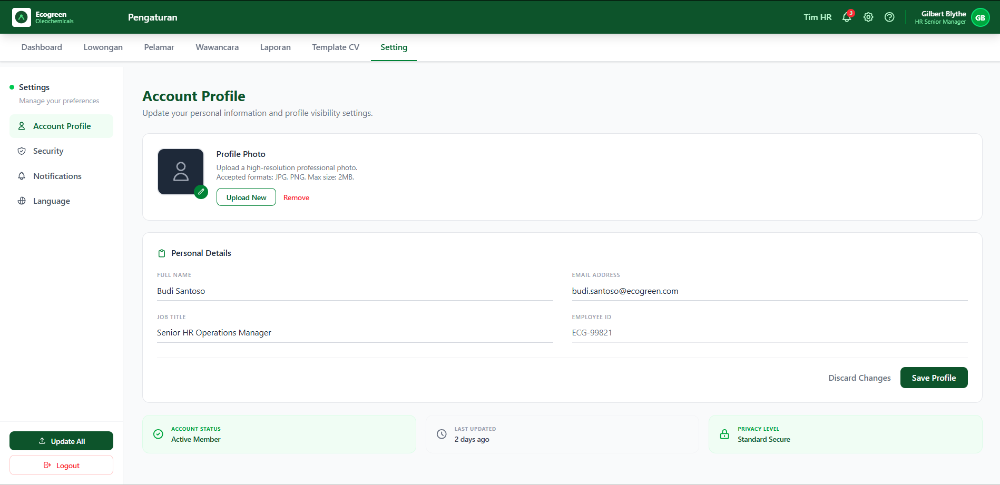 Ecogreen
Oleochemicals
Pengaturan
Tim HR
3
Gilbert Blythe
HR Senior Manager
GB
Dashboard
Lowongan
Pelamar
Wawancara
Laporan
Template CV
Setting
Settings
Manage your preferences
Account Profile
Security
Notifications
Language
Update All
Logout
Account Profile
Update your personal information and profile visibility settings.
Profile Photo
Upload a high-resolution professional photo.
Accepted formats: JPG, PNG. Max size: 2MB.
Upload New
Remove
Personal Details
FULL NAME
Budi Santoso
EMAIL ADDRESS
budi.santoso@ecogreen.com
JOB TITLE
Senior HR Operations Manager
EMPLOYEE ID
ECG-99821
Discard Changes
Save Profile
ACCOUNT STATUS
Active Member
LAST UPDATED
2 days ago
PRIVACY LEVEL
Standard Secure